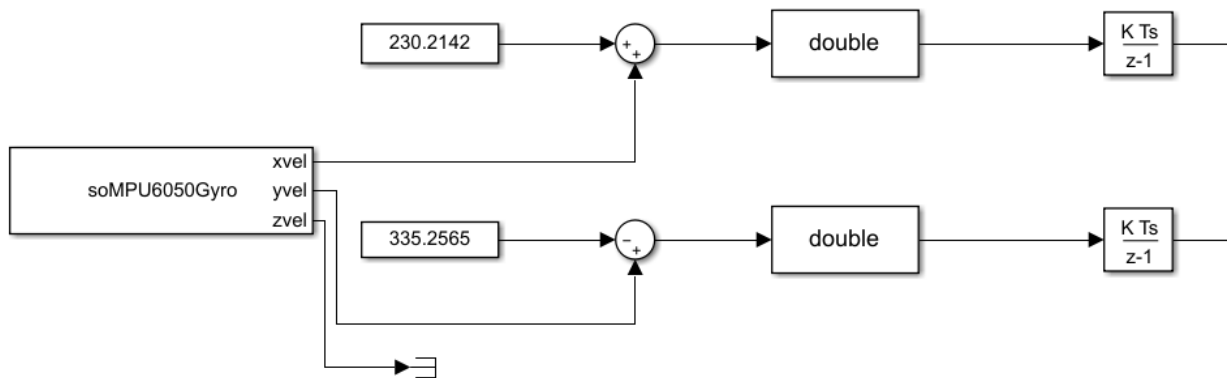 230.2142
+
+
double
K Ts
z-1
soMPU6050Gyro
xvel
yvel
zvel
335.2565
−
+
double
K Ts
z-1